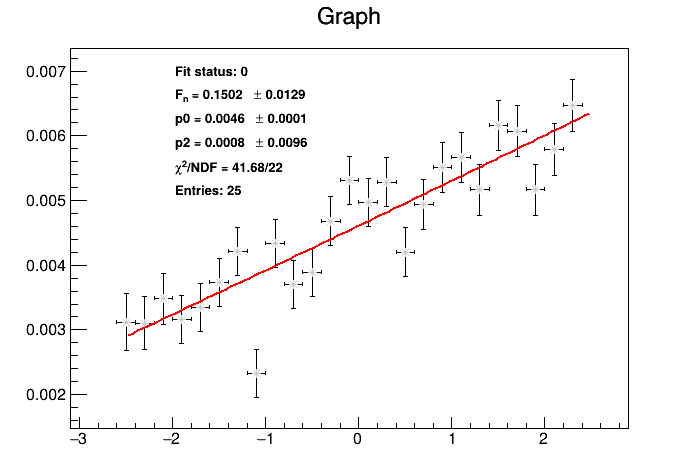 Graph
0.007
0.006
0.005
0.004
0.003
0.002
Fit status: 0
Fn = 0.1502 ± 0.0129
p0 = 0.0046 ± 0.0001
p2 = 0.0008 ± 0.0096
χ²/NDF = 41.68/22
Entries: 25
−3 −2 −1 0 1 2